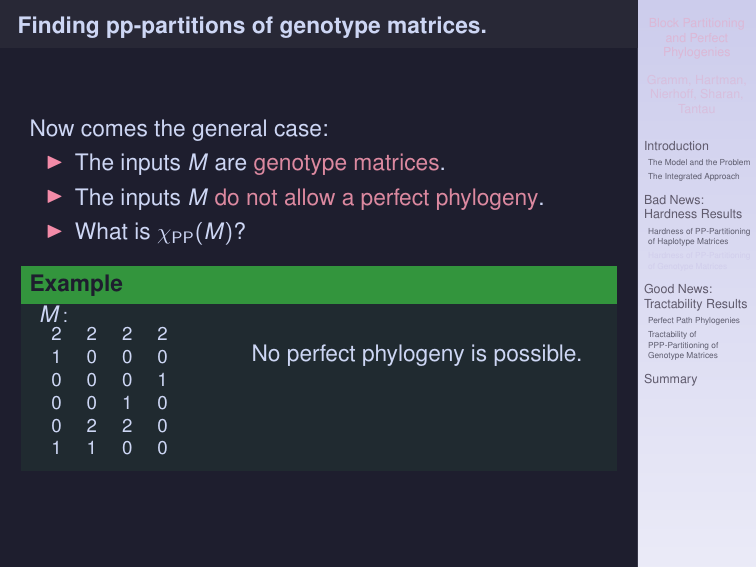 Finding pp-partitions of genotype matrices.
Now comes the general case:
The inputs M are genotype matrices.
The inputs M do not allow a perfect phylogeny.
What is χPP(M)?
Example
M :
2 2 2 2
1 0 0 0
0 0 0 1
0 0 1 0
0 2 2 0
1 1 0 0
No perfect phylogeny is possible.
Block Partitioning
and Perfect
Phylogenies
Gramm, Hartman,
Nierhoff, Sharan,
Tantau
Introduction
The Model and the Problem
The Integrated Approach
Bad News:
Hardness Results
Hardness of PP-Partitioning
of Haplotype Matrices
Hardness of PP-Partitioning
of Genotype Matrices
Good News:
Tractability Results
Perfect Path Phylogenies
Tractability of
PPP-Partitioning of
Genotype Matrices
Summary